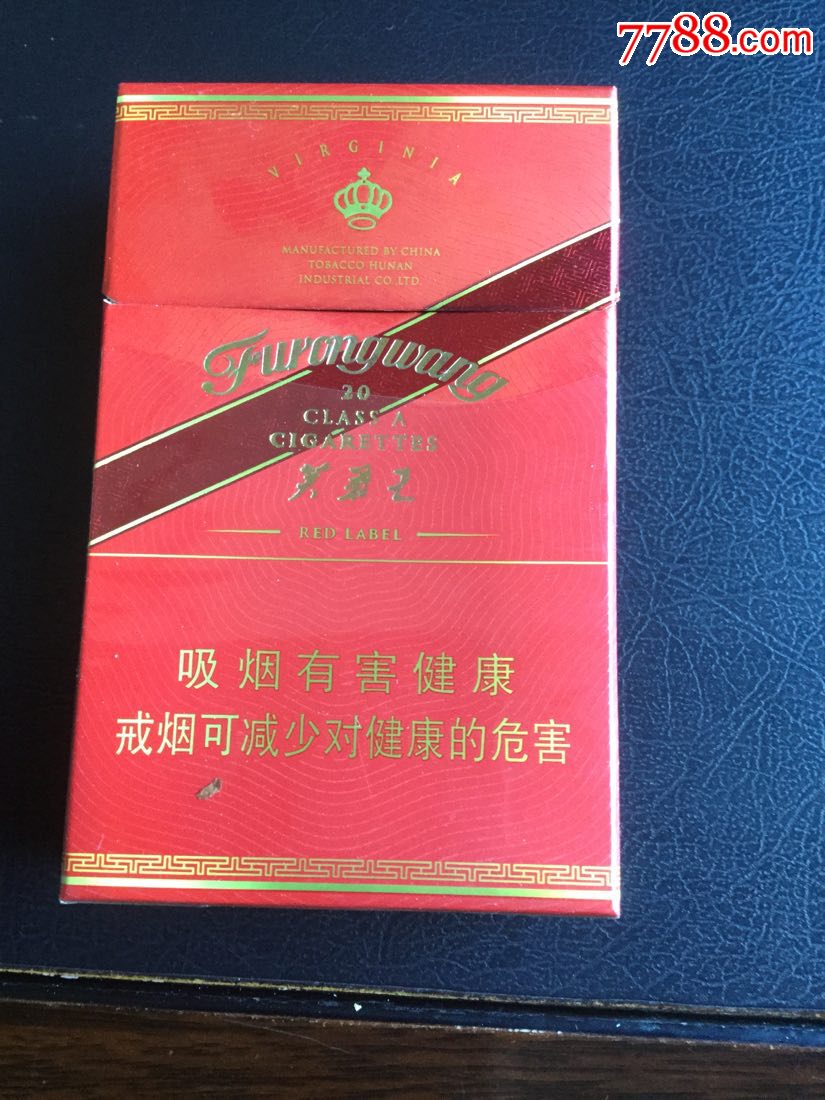 7788.com
VIRGINIA
MANUFACTURED BY CHINA
TOBACCO HUNAN
INDUSTRIAL CO.,LTD.
Furongwang
20
CLASS A
CIGARETTES
芙蓉王
RED LABEL
吸烟有害健康
戒烟可减少对健康的危害